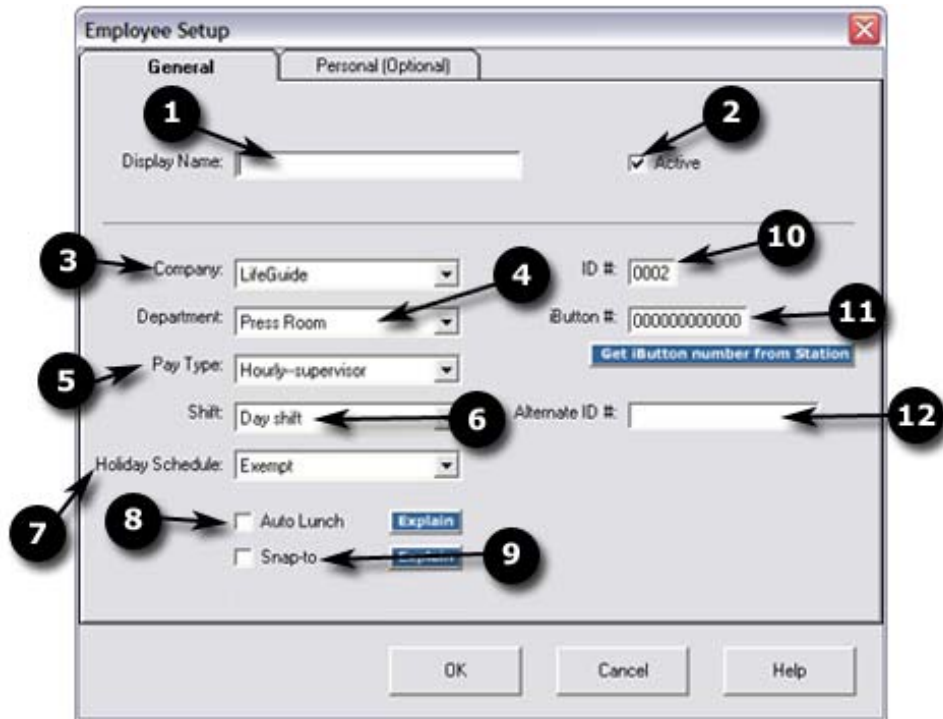 Employee Setup
General Personal (Optional)
1 2
Display Name: Active
3 Company: LifeGuide 4 ID #: 0002 10
Department: Press Room iButton #: 000000000000 11
Get iButton number from Station
5 Pay Type: Hourly--supervisor
Shift: Day shift 6 Alternate ID #: 12
Holiday Schedule: Exempt
7 8 Auto Lunch Explain
Snap-to Explain 9
OK Cancel Help